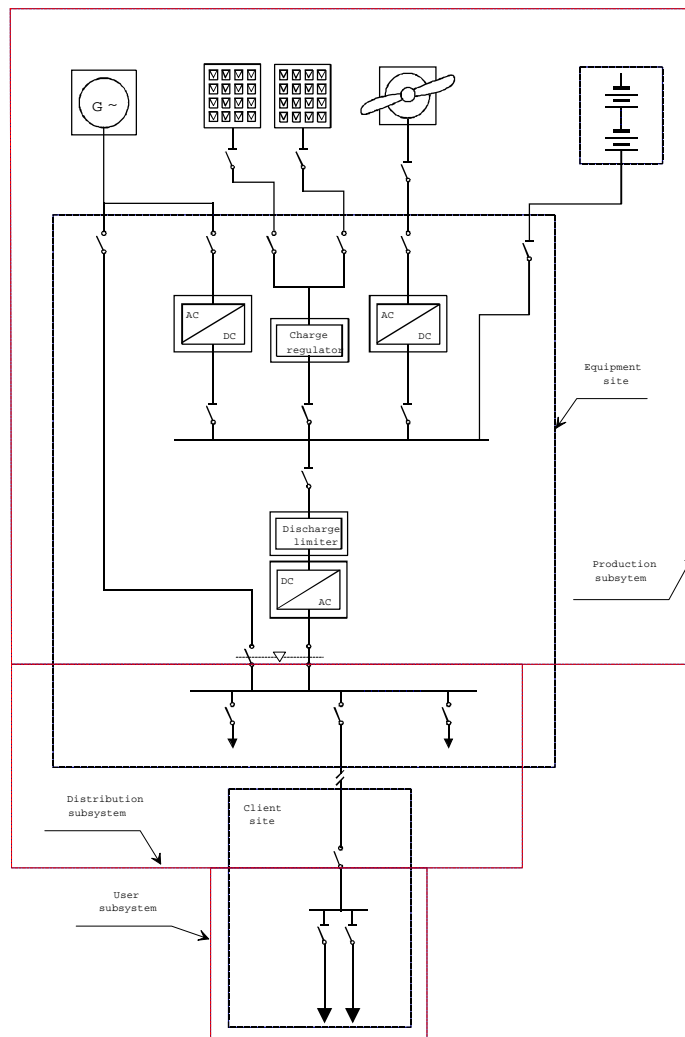 G ~
AC
DC
Charge
regulator
AC
DC
Equipment
site
Discharge
limiter
DC
AC
Production
subsytem
Distribution
subsystem
Client
site
User
subsystem